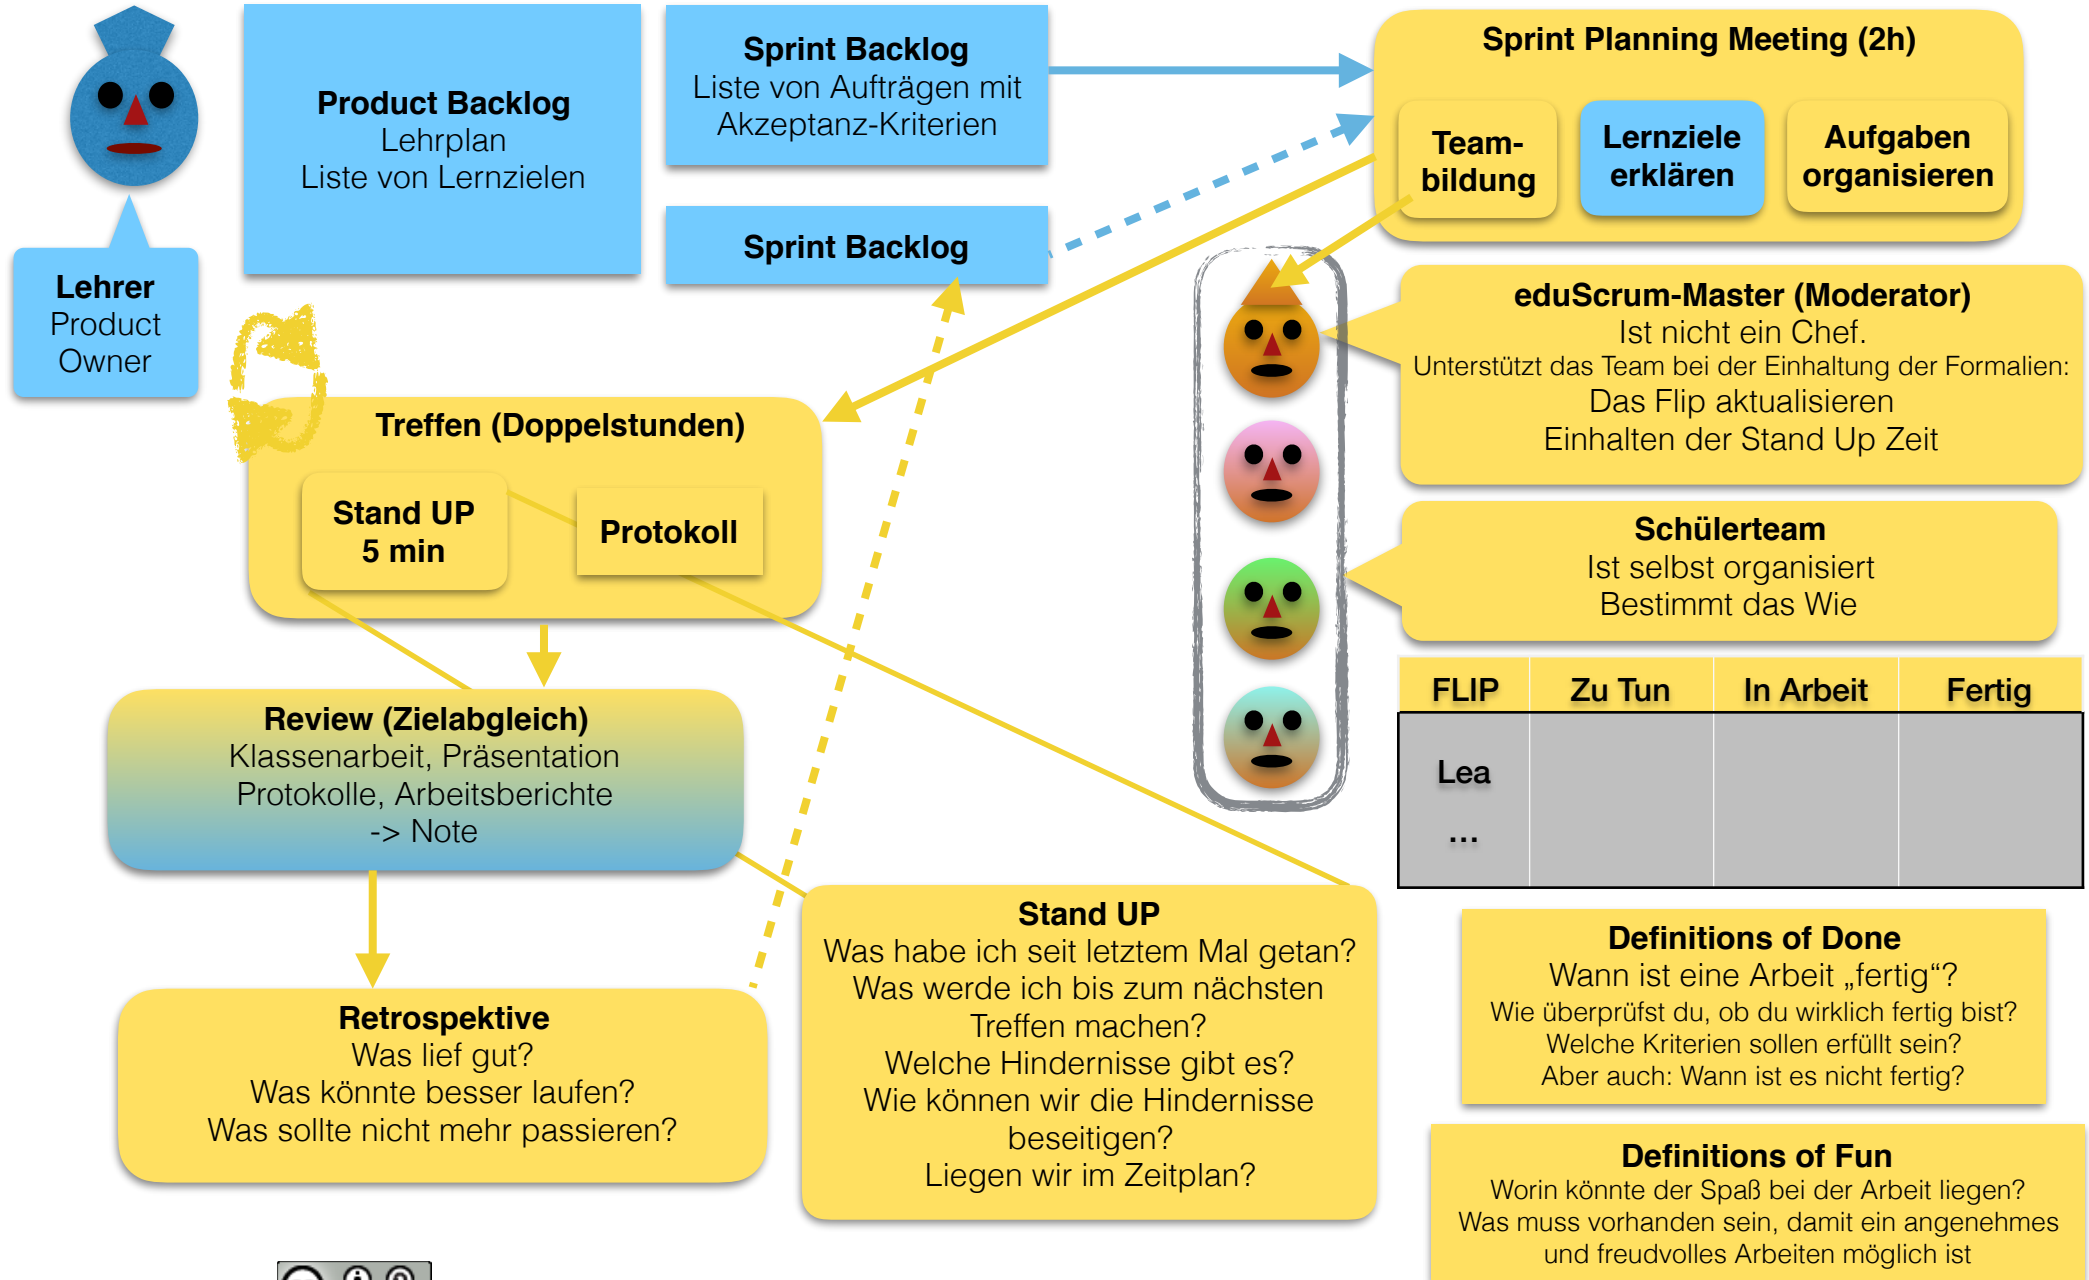 Product Backlog
Lehrplan
Liste von Lernzielen
Sprint Backlog
Liste von Aufträgen mit
Akzeptanz-Kriterien
Sprint Backlog
Sprint Planning Meeting (2h)
Team-
bildung
Lernziele
erklären
Aufgaben
organisieren
Lehrer
Product
Owner
eduScrum-Master (Moderator)
Ist nicht ein Chef.
Unterstützt das Team bei der Einhaltung der Formalien:
Das Flip aktualisieren
Einhalten der Stand Up Zeit
Treffen (Doppelstunden)
Stand UP
5 min
Protokoll
Schülerteam
Ist selbst organisiert
Bestimmt das Wie
FLIP Zu Tun In Arbeit Fertig
Lea
...
Review (Zielabgleich)
Klassenarbeit, Präsentation
Protokolle, Arbeitsberichte
-> Note
Retrospektive
Was lief gut?
Was könnte besser laufen?
Was sollte nicht mehr passieren?
Stand UP
Was habe ich seit letztem Mal getan?
Was werde ich bis zum nächsten
Treffen machen?
Welche Hindernisse gibt es?
Wie können wir die Hindernisse
beseitigen?
Liegen wir im Zeitplan?
Definitions of Done
Wann ist eine Arbeit „fertig“?
Wie überprüfst du, ob du wirklich fertig bist?
Welche Kriterien sollen erfüllt sein?
Aber auch: Wann ist es nicht fertig?
Definitions of Fun
Worin könnte der Spaß bei der Arbeit liegen?
Was muss vorhanden sein, damit ein angenehmes
und freudvolles Arbeiten möglich ist